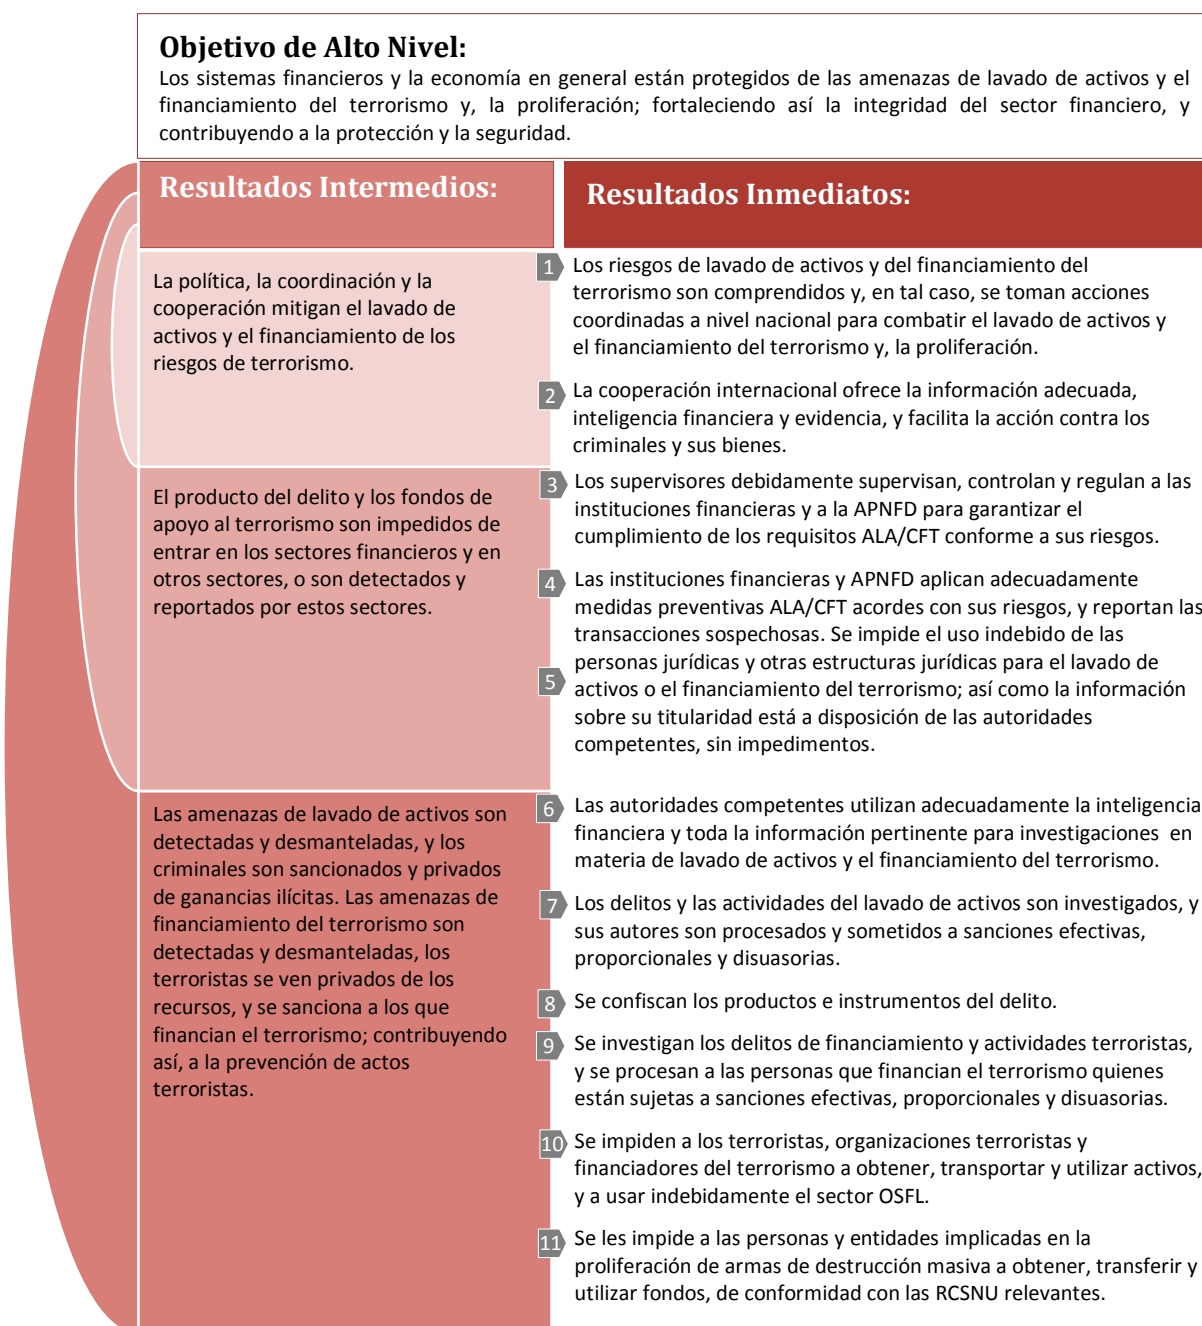 Objetivo de Alto Nivel:
Los sistemas financieros y la economía en general están protegidos de las amenazas de lavado de activos y el
financiamiento del terrorismo y, la proliferación; fortaleciendo así la integridad del sector financiero, y
contribuyendo a la protección y la seguridad.
Resultados Intermedios:
Resultados Inmediatos:
La política, la coordinación y la
cooperación mitigan el lavado de
activos y el financiamiento de los
riesgos de terrorismo.
1 Los riesgos de lavado de activos y del financiamiento del
terrorismo son comprendidos y, en tal caso, se toman acciones
coordinadas a nivel nacional para combatir el lavado de activos y
el financiamiento del terrorismo y, la proliferación.
2 La cooperación internacional ofrece la información adecuada,
inteligencia financiera y evidencia, y facilita la acción contra los
criminales y sus bienes.
El producto del delito y los fondos de
apoyo al terrorismo son impedidos de
entrar en los sectores financieros y en
otros sectores, o son detectados y
reportados por estos sectores.
3 Los supervisores debidamente supervisan, controlan y regulan a las
instituciones financieras y a la APNFD para garantizar el
cumplimiento de los requisitos ALA/CFT conforme a sus riesgos.
4 Las instituciones financieras y APNFD aplican adecuadamente
medidas preventivas ALA/CFT acordes con sus riesgos, y reportan las
transacciones sospechosas. Se impide el uso indebido de las
personas jurídicas y otras estructuras jurídicas para el lavado de
5 activos o el financiamiento del terrorismo; así como la información
sobre su titularidad está a disposición de las autoridades
competentes, sin impedimentos.
Las amenazas de lavado de activos son
detectadas y desmanteladas, y los
criminales son sancionados y privados
de ganancias ilícitas. Las amenazas de
financiamiento del terrorismo son
detectadas y desmanteladas, los
terroristas se ven privados de los
recursos, y se sanciona a los que
financian el terrorismo; contribuyendo
así, a la prevención de actos
terroristas.
6 Las autoridades competentes utilizan adecuadamente la inteligencia
financiera y toda la información pertinente para investigaciones en
materia de lavado de activos y el financiamiento del terrorismo.
7 Los delitos y las actividades del lavado de activos son investigados, y
sus autores son procesados y sometidos a sanciones efectivas,
proporcionales y disuasorias.
8 Se confiscan los productos e instrumentos del delito.
9 Se investigan los delitos de financiamiento y actividades terroristas,
y se procesan a las personas que financian el terrorismo quienes
están sujetas a sanciones efectivas, proporcionales y disuasorias.
10 Se impiden a los terroristas, organizaciones terroristas y
financiadores del terrorismo a obtener, transportar y utilizar activos,
y a usar indebidamente el sector OSFL.
11 Se les impide a las personas y entidades implicadas en la
proliferación de armas de destrucción masiva a obtener, transferir y
utilizar fondos, de conformidad con las RCSNU relevantes.